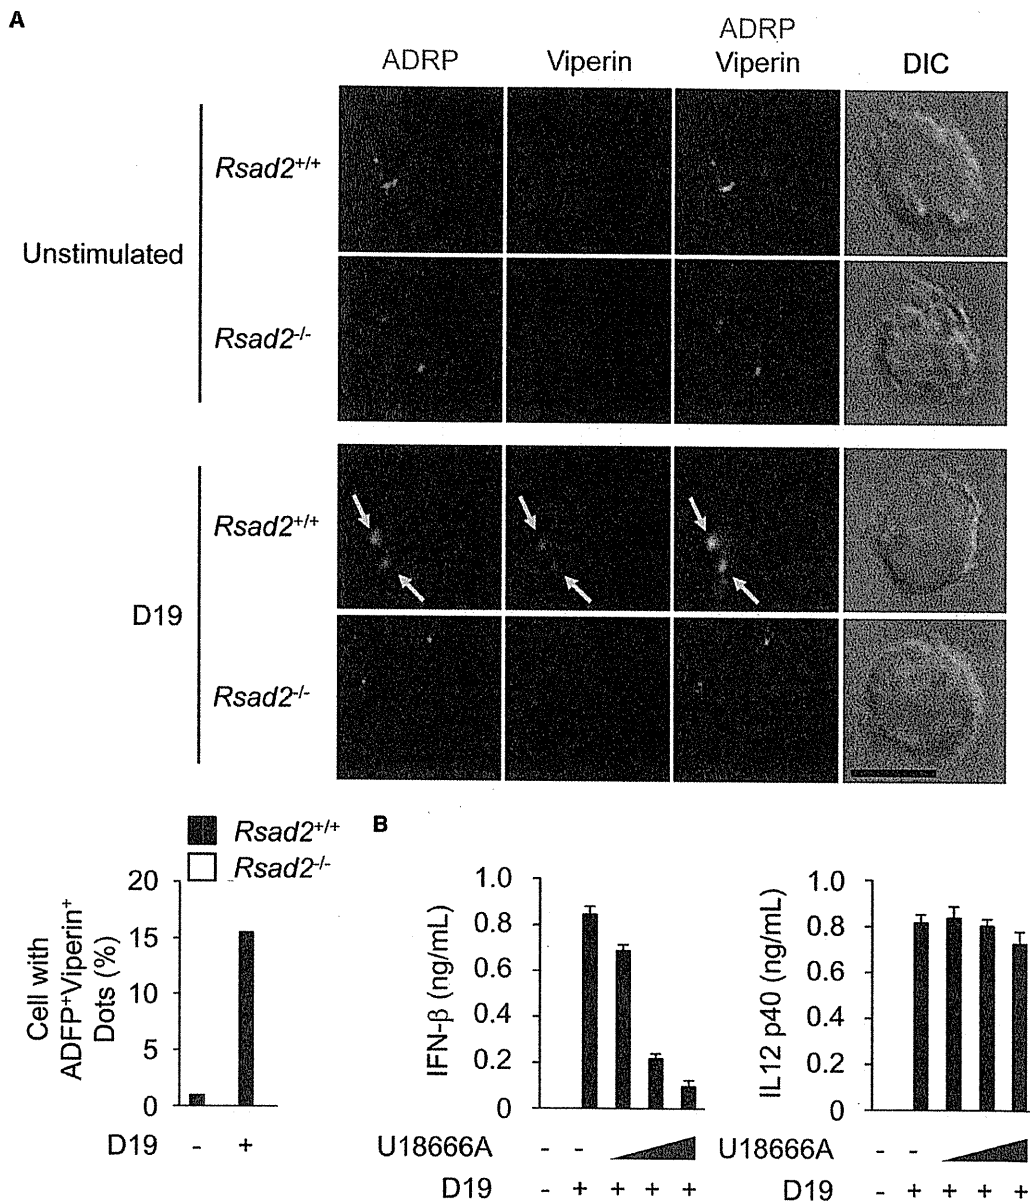 A
ADRP
Viperin
ADRP
Viperin
DIC
Unstimulated
Rsad2+/+
Rsad2-/-
D19
Rsad2+/+
Rsad2-/-
Rsad2+/+
Rsad2-/-
Cell with
ADFP+Viperin+
Dots (%)
20
15
10
5
0
D19 - +
B
IFN-β (ng/mL)
1.0
0.8
0.6
0.4
0.2
0
U18666A - -
D19 - + + + +
IL12 p40 (ng/mL)
1.0
0.8
0.6
0.4
0.2
0
U18666A - -
D19 - + + + +